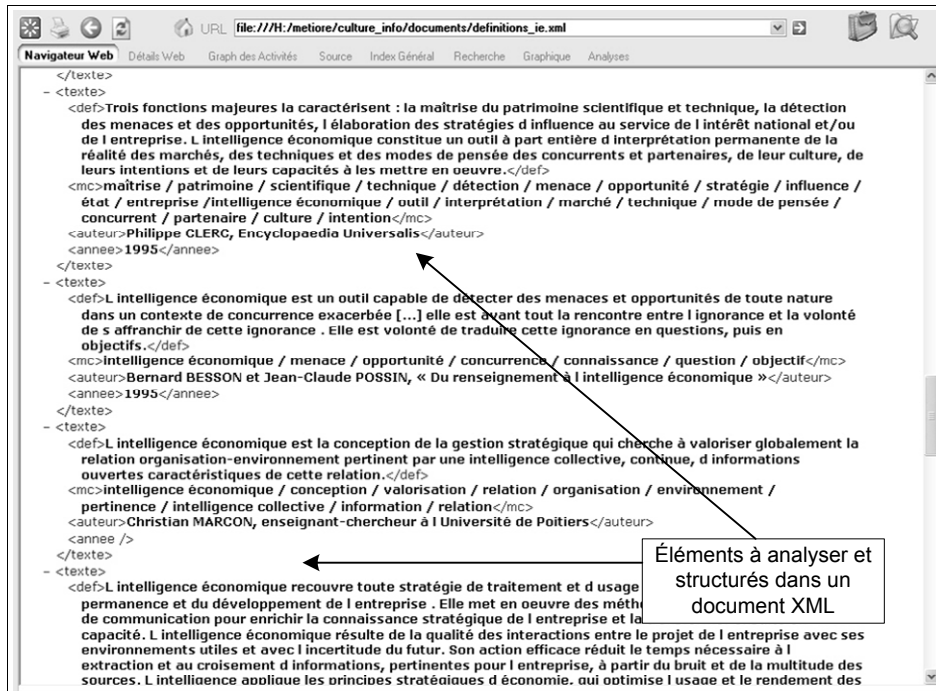 URL file:///H:/metiore/culture_info/documents/definitions_ie.xml
Navigateur Web Détails Web Graph des Activités Source Index Général Recherche Graphique Analyses
</texte>
- <texte>
<def>Trois fonctions majeures la caractérisent : la maîtrise du patrimoine scientifique et technique, la détection
des menaces et des opportunités, l élaboration des stratégies d influence au service de l intérêt national et/ou
de l entreprise. L intelligence économique constitue un outil à part entière d interprétation permanente de la
réalité des marchés, des techniques et des modes de pensée des concurrents et partenaires, de leur culture, de
leurs intentions et de leurs capacités à les mettre en oeuvre.</def>
<mc>maîtrise / patrimoine / scientifique / technique / détection / menace / opportunité / stratégie / influence /
état / entreprise /intelligence économique / outil / interprétation / marché / technique / mode de pensée /
concurrent / partenaire / culture / intention</mc>
<auteur>Philippe CLERC, Encyclopaedia Universalis</auteur>
<annee>1995</annee>
</texte>
- <texte>
<def>L intelligence économique est un outil capable de détecter des menaces et opportunités de toute nature
dans un contexte de concurrence exacerbée [...] elle est avant tout la rencontre entre l ignorance et la volonté
de s affranchir de cette ignorance . Elle est volonté de traduire cette ignorance en questions, puis en
objectifs.</def>
<mc>intelligence économique / menace / opportunité / concurrence / connaissance / question / objectif</mc>
<auteur>Bernard BESSON et Jean-Claude POSSIN, « Du renseignement à l intelligence économique »</auteur>
<annee>1995</annee>
</texte>
- <texte>
<def>L intelligence économique est la conception de la gestion stratégique qui cherche à valoriser globalement la
relation organisation-environnement pertinent par une intelligence collective, continue, d informations
ouvertes caractéristiques de cette relation.</def>
<mc>intelligence économique / conception / valorisation / relation / organisation / environnement /
pertinence / intelligence collective / information / relation</mc>
<auteur>Christian MARCON, enseignant-chercheur à l Université de Poitiers</auteur>
<annee />
</texte>
- <texte>
<def>L intelligence économique recouvre toute stratégie de traitement et d usage
permanence et du développement de l entreprise . Elle met en oeuvre des
de communication pour enrichir la connaissance stratégique de l entreprise et
capacité. L intelligence économique résulte de la qualité des interactions entre le projet de l entreprise avec ses
environnements utiles et avec l incertitude du futur. Son action efficace réduit le temps nécessaire à l
extraction et au croisement d informations, pertinentes pour l entreprise, à partir du bruit et de la multitude des
sources. L intelligence applique les principes stratégiques d économie, qui optimise l usage et le rendement des
Éléments à analyser et
structurés dans un
document XML